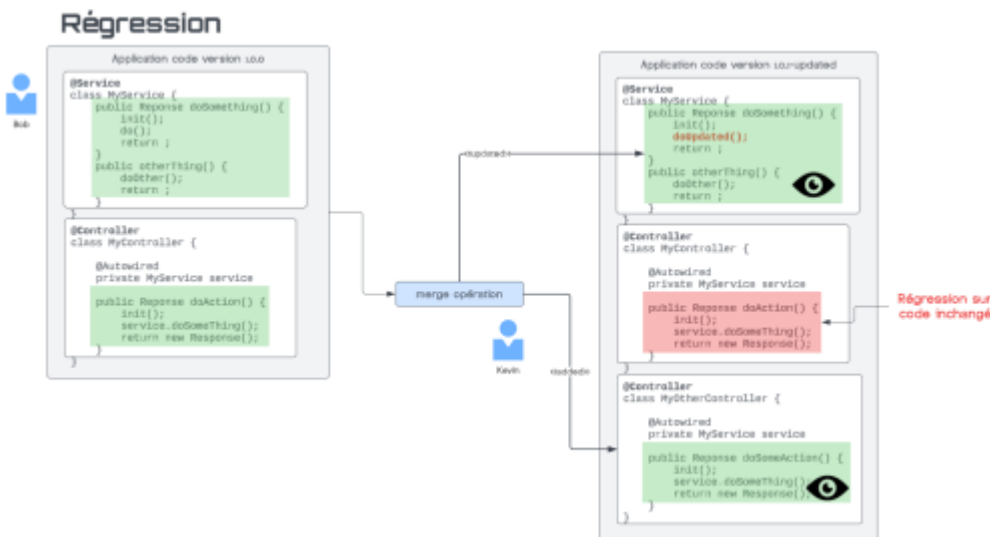 Régression
Application code version 1.0.0
@Service
class MyService {
public Reponse doSomething() {
init();
do();
return ;
}
public otherThing() {
doOther();
return ;
}
}
@Controller
class MyController {
@Autowired
private MyService service
public Reponse doAction() {
init();
service.doSomeThing();
return new Response();
}
}
Bob
merge opération
Kevin
<<updated>>
<<added>>
Application code version 1.0.1-updated
@Service
class MyService {
public Reponse doSomething() {
init();
doUpdated();
return ;
}
public otherThing() {
doOther();
return ;
}
}
@Controller
class MyController {
@Autowired
private MyService service
public Reponse doAction() {
init();
service.doSomeThing();
return new Response();
}
}
Régression sur
code inchangé
@Controller
class MyOtherController {
@Autowired
private MyService service
public Reponse doSomeAction() {
init();
service.doSomeThing();
return new Response();
}
}